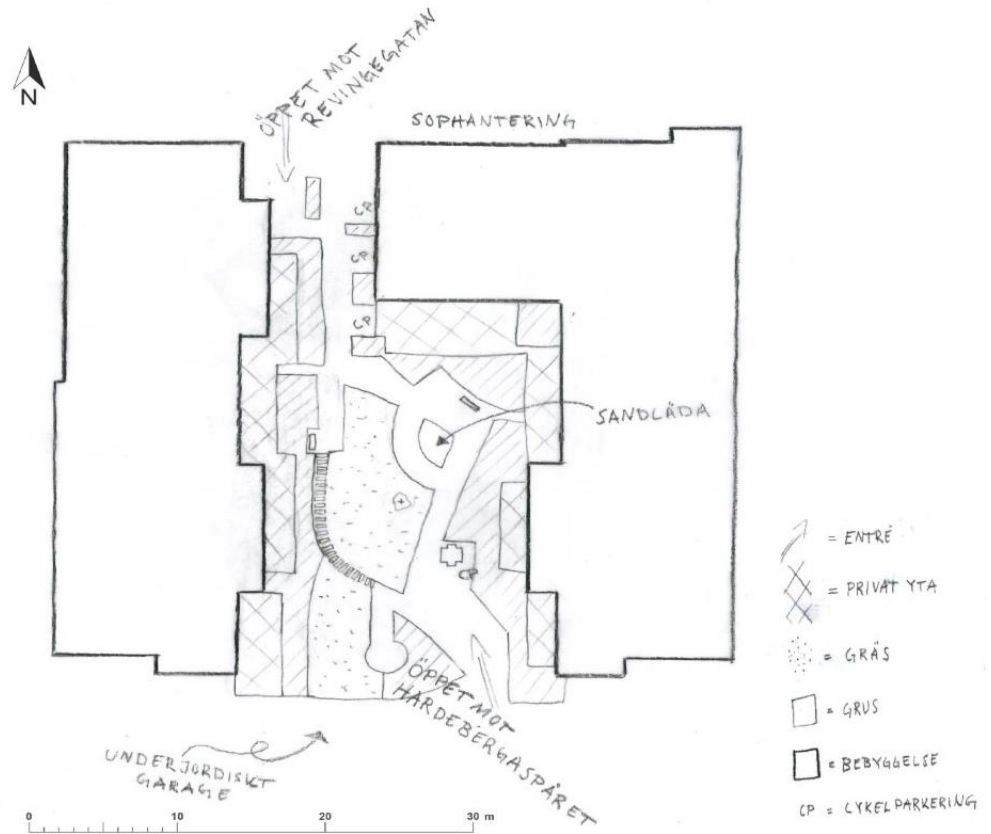 ÖPPET MOT
REVINGEGATAN
N
SOPHANTERING
CP
CP
CP
SANDLÅDA
CP
ÖPPET MOT
HARDEBERGASPÅRET
UNDERJORDISKT
GARAGE
= ENTRÉ
= PRIVAT YTA
= GRÄS
= GRUS
= BEBYGGELSE
CP = CYKELPARKERING
0 10 20 30 m